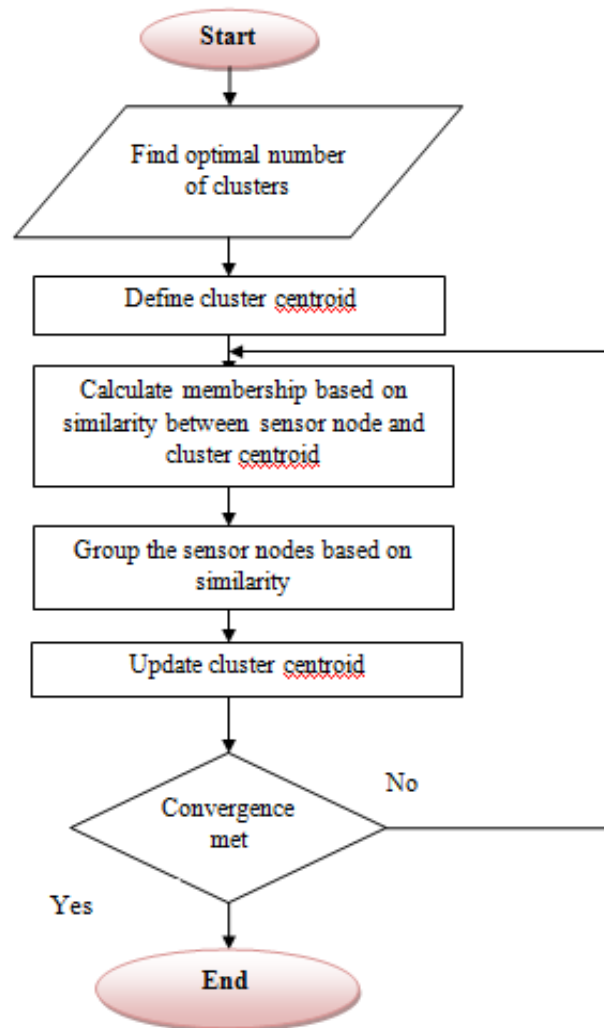 Start
Find optimal number
of clusters
Define cluster centroid
Calculate membership based on
similarity between sensor node and
cluster centroid
Group the sensor nodes based on
similarity
Update cluster centroid
Convergence
met
No
Yes
End